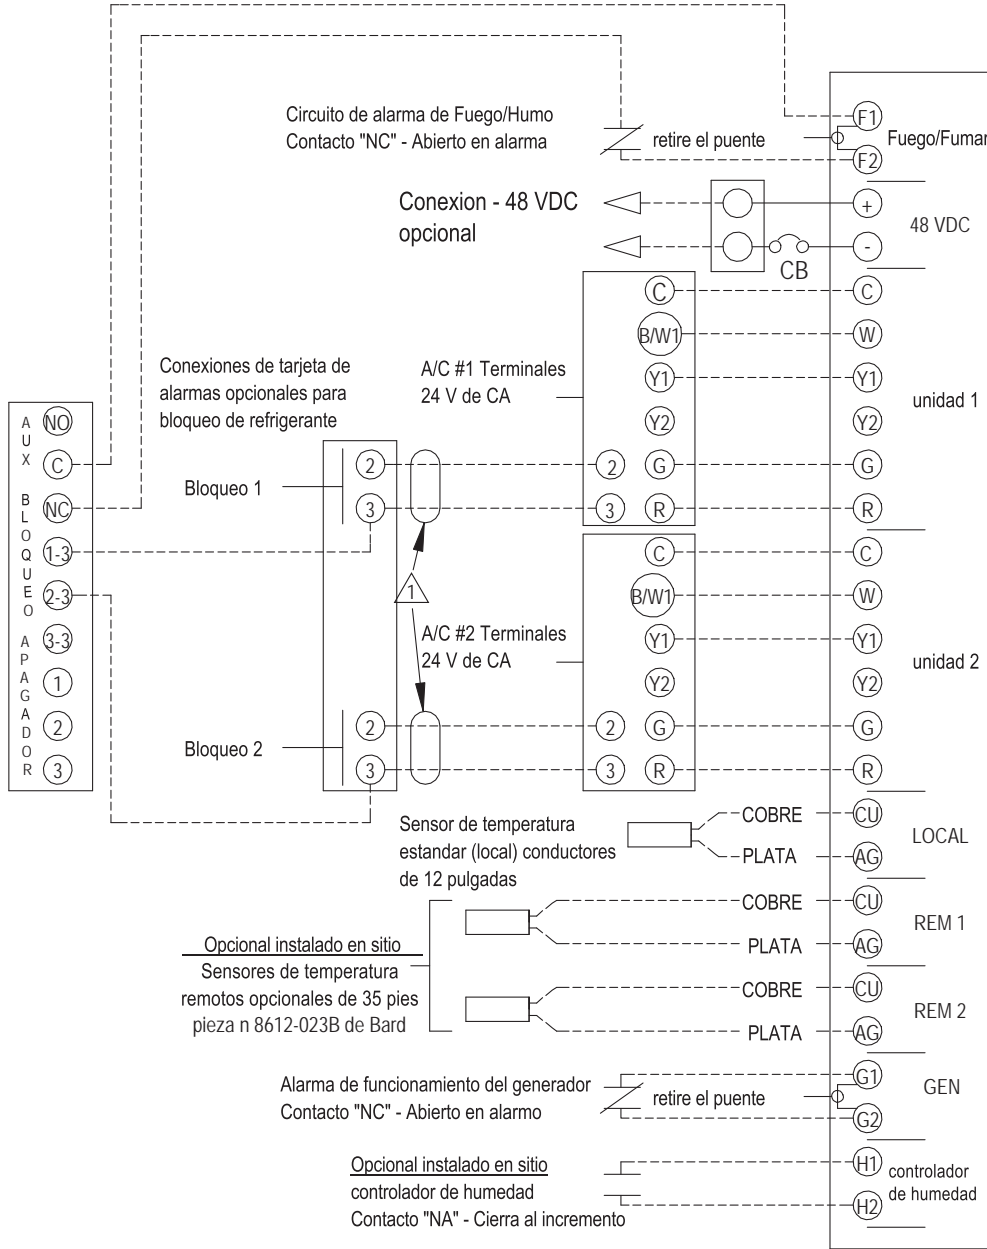 Circuito de alarma de Fuego/Humo
Contacto "NC" - Abierto en alarma
retire el puente
F1
F2
Fuego/Fumar
Conexion - 48 VDC
opcional
CB
+
-
48 VDC
Conexiones de tarjeta de
alarmas opcionales para
bloqueo de refrigerante
AUX BLOQUEO APAGADOR
NO
C
NC
1-3
2-3
3-3
1
2
3
Bloqueo 1
2
3
Bloqueo 2
2
3
1
A/C #1 Terminales
24 V de CA
C
B/W1
Y1
Y2
2 G
3 R
C
W
Y1
Y2
G
R
unidad 1
A/C #2 Terminales
24 V de CA
C
B/W1
Y1
Y2
2 G
3 R
C
W
Y1
Y2
G
R
unidad 2
Sensor de temperatura
estandar (local) conductores
de 12 pulgadas
COBRE CU
PLATA AG
LOCAL
Opcional instalado en sitio
Sensores de temperatura
remotos opcionales de 35 pies
pieza n 8612-023B de Bard
COBRE CU
PLATA AG
REM 1
COBRE CU
PLATA AG
REM 2
Alarma de funcionamiento del generador
Contacto "NC" - Abierto en alarmo
retire el puente
G1
G2
GEN
Opcional instalado en sitio
controlador de humedad
Contacto "NA" - Cierra al incremento
H1
H2
controlador
de humedad